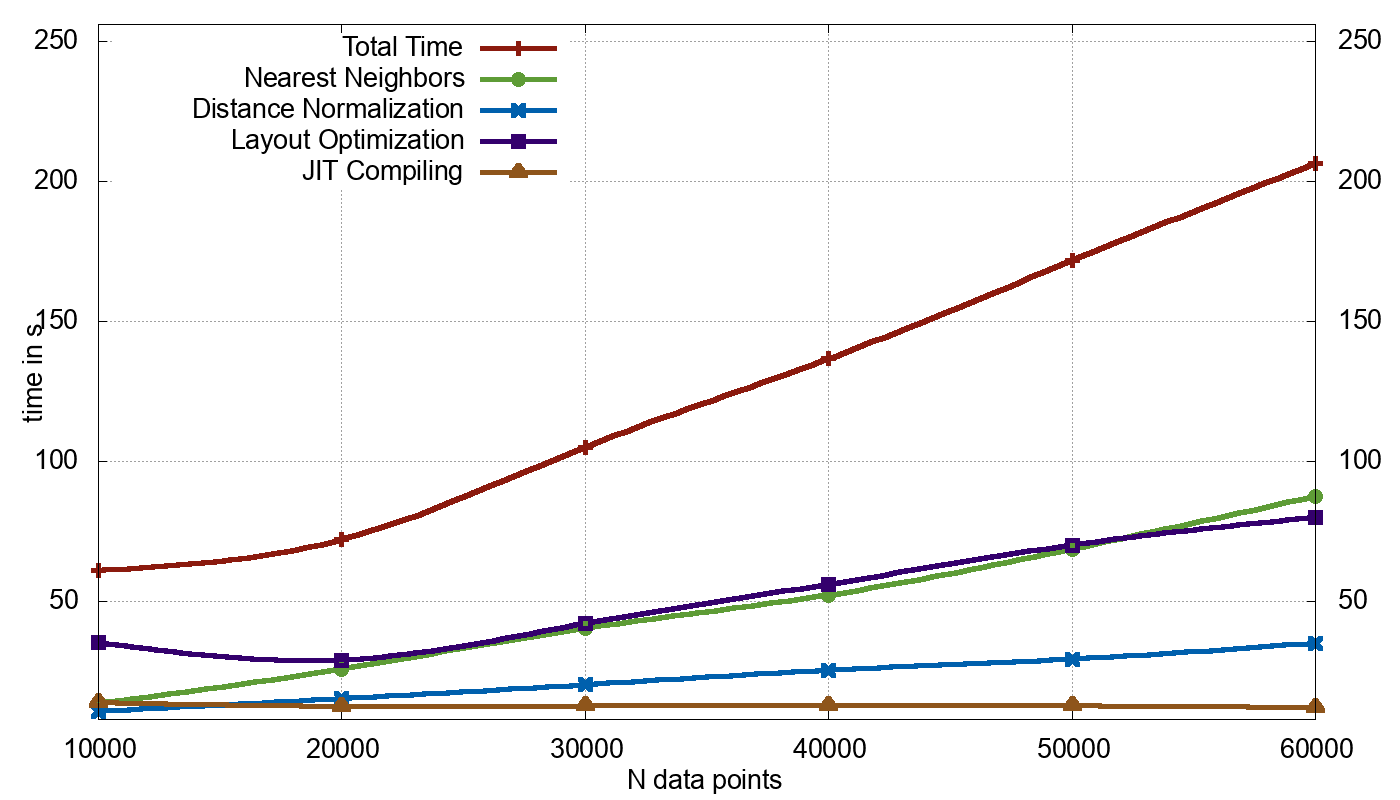 250
200
150
100
50
time in s
Total Time
Nearest Neighbors
Distance Normalization
Layout Optimization
JIT Compiling
250
200
150
100
50
10000 20000 30000 40000 50000 60000
N data points